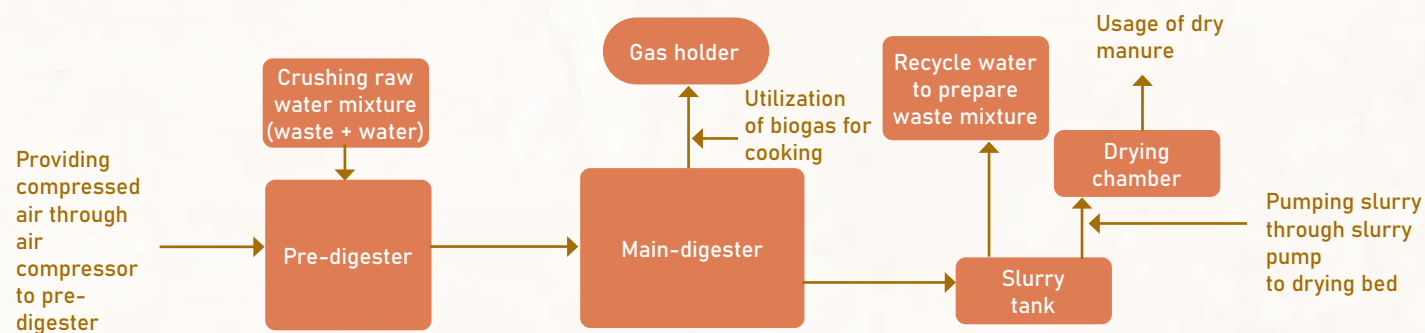 Providing
compressed
air through
air
compressor
to pre-
digester
Crushing raw
water mixture
(waste + water)
Pre-digester
Gas holder
Utilization
of biogas for
cooking
Main-digester
Recycle water
to prepare
waste mixture
Slurry
tank
Usage of dry
manure
Drying
chamber
Pumping slurry
through slurry
pump
to drying bed